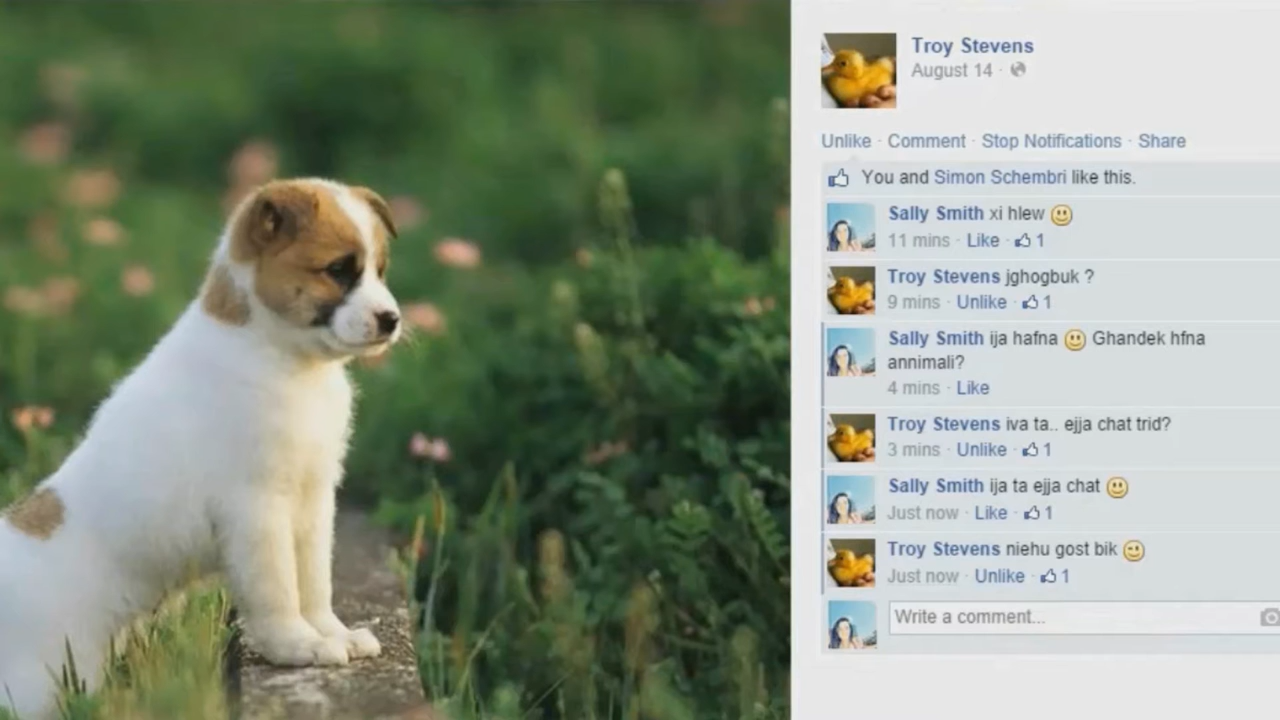 Troy Stevens
August 14 ·
Unlike · Comment · Stop Notifications · Share
You and Simon Schembri like this.
Sally Smith xi hlew
11 mins · Like · 1
Troy Stevens jghogbuk ?
9 mins · Unlike · 1
Sally Smith ija hafna Ghandek hfna
annimali?
4 mins · Like
Troy Stevens iva ta.. ejja chat trid?
3 mins · Unlike · 1
Sally Smith ija ta ejja chat
Just now · Like · 1
Troy Stevens niehu gost bik
Just now · Unlike · 1
Write a comment...